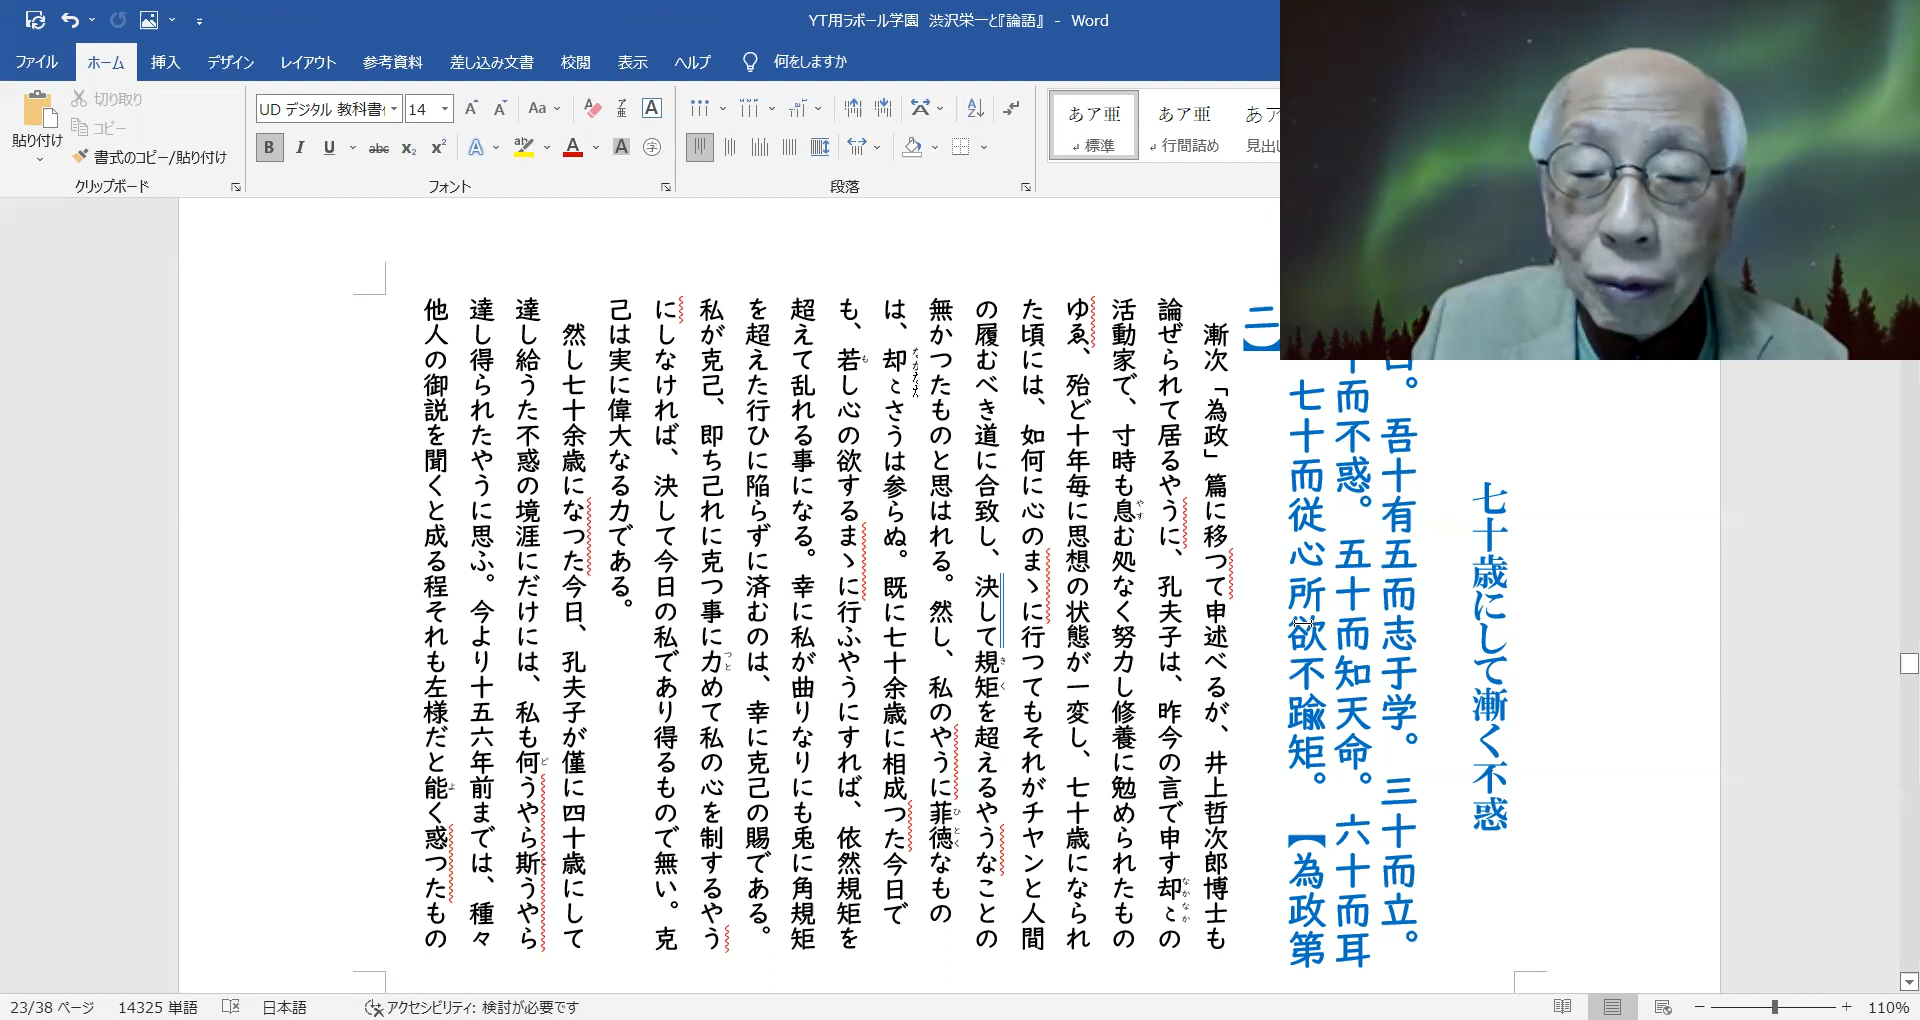 YT用ラボール学園　渋沢栄一と『論語』 - Word
ファイル ホーム 挿入 デザイン レイアウト 参考資料 差し込み文書 校閲 表示 ヘルプ 何をしますか
貼り付け
切り取り
コピー
書式のコピー/貼り付け
クリップボード
UD デジタル 教科書体 14
フォント
段落
あア亜 標準
あア亜 行間詰め
あア 見出し
七十歳にして漸く不惑
曰。吾十有五而志于学。三十而立。
十而不惑。五十而知天命。六十而耳
七十而従心所欲不踰矩。　【為政第
二】
漸次「為政」篇に移つて申述べるが、井上哲次郎博士も
論ぜられて居るやうに、孔夫子は、昨今の言で申す却〻の
なかなか
活動家で、寸時も息む処なく努力し修養に勉められたもの
やす
ゆゑ、殆ど十年毎に思想の状態が一変し、七十歳になられ
た頃には、如何に心のまゝに行つてもそれがチヤンと人間
の履むべき道に合致し、決して規矩を超えるやうなことの
きく
無かつたものと思はれる。然し、私のやうに菲徳なもの
ひとく
は、却〻さうは参らぬ。既に七十余歳に相成つた今日で
なかなか
も、若し心の欲するまゝに行ふやうにすれば、依然規矩を
も
超えて乱れる事になる。幸に私が曲りなりにも兎に角規矩
を超えた行ひに陥らずに済むのは、幸に克己の賜である。
私が克己、即ち己れに克つ事に力めて私の心を制するやう
つと
にしなければ、決して今日の私であり得るもので無い。克
己は実に偉大なる力である。
然し七十余歳になつた今日、孔夫子が僅に四十歳にして
達し給うた不惑の境涯にだけには、私も何うやら斯うやら
ど
達し得られたやうに思ふ。今より十五六年前までは、種々
他人の御説を聞くと成る程それも左様だと能く惑つたもの
よ
23/38 ページ 14325 単語 日本語 アクセシビリティ: 検討が必要です 110%